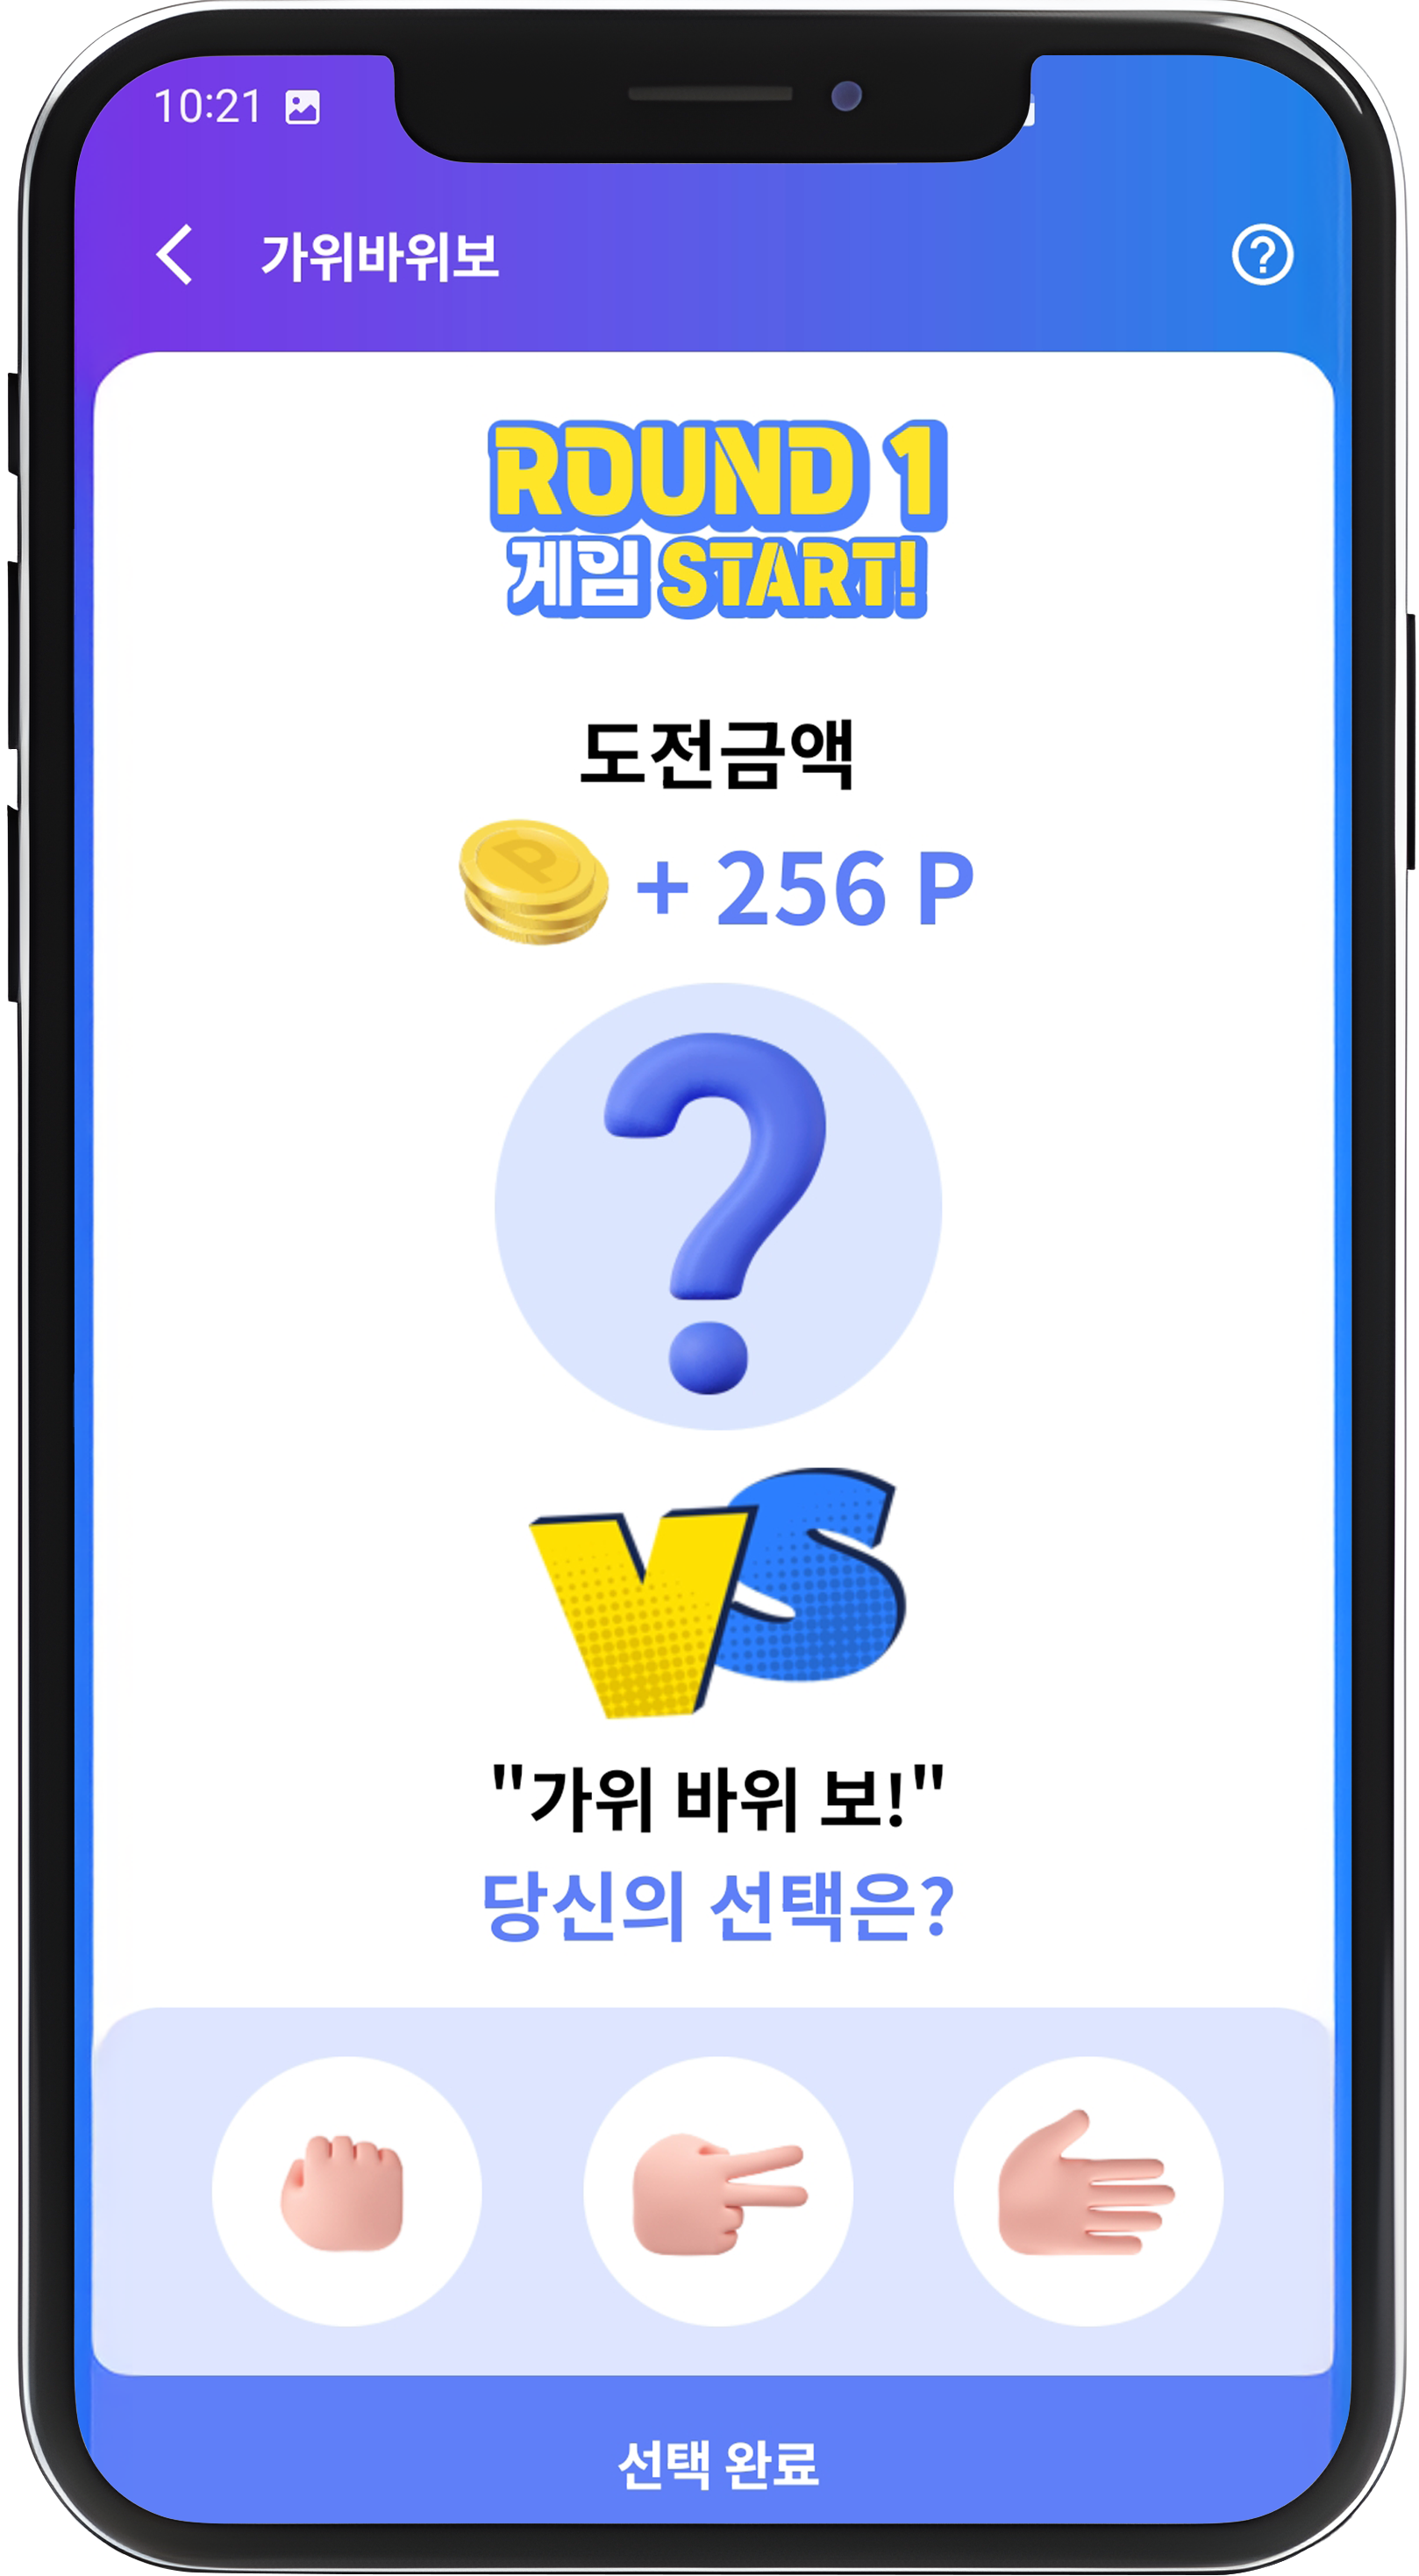 10:21
가위바위보
ROUND 1
게임 START!
도전금액
P
+ 256 P
?
VS
"가위 바위 보!"
당신의 선택은?
선택 완료